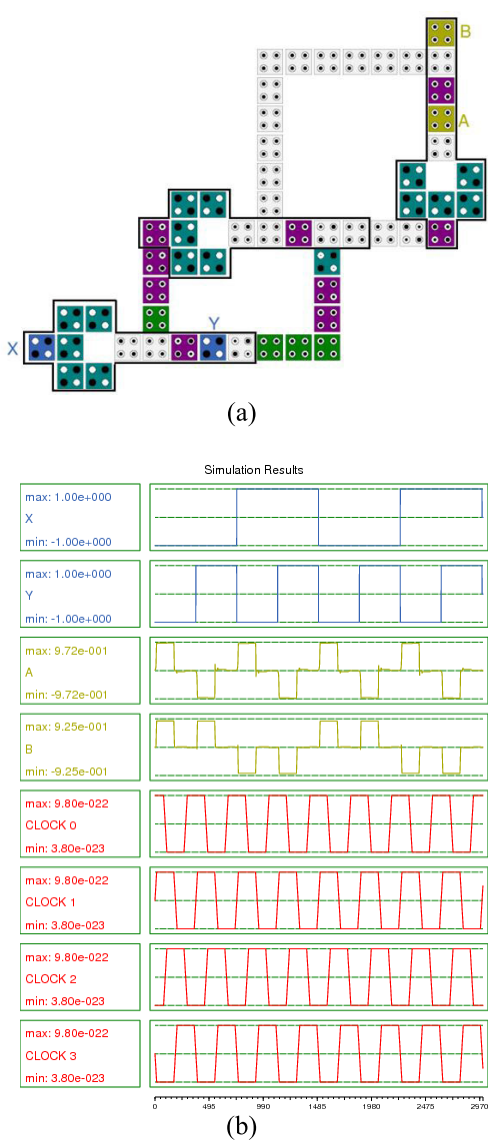 B
A
Y
X
(a)
Simulation Results
max: 1.00e+000
X
min: -1.00e+000
max: 1.00e+000
Y
min: -1.00e+000
max: 9.72e-001
A
min: -9.72e-001
max: 9.25e-001
B
min: -9.25e-001
max: 9.80e-022
CLOCK 0
min: 3.80e-023
max: 9.80e-022
CLOCK 1
min: 3.80e-023
max: 9.80e-022
CLOCK 2
min: 3.80e-023
max: 9.80e-022
CLOCK 3
min: 3.80e-023
0 495 990 1485 1980 2475 2970
(b)